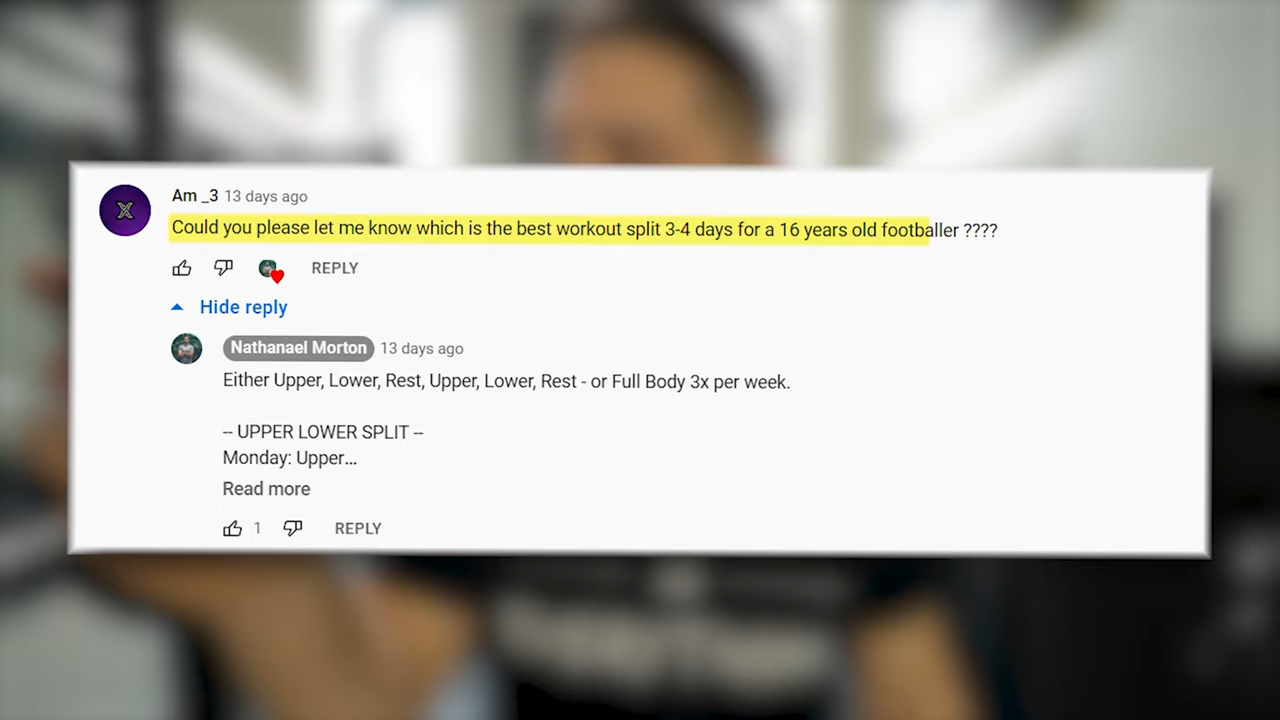 Am _3 13 days ago
Could you please let me know which is the best workout split 3-4 days for a 16 years old footballer ????
REPLY
Hide reply
Nathanael Morton 13 days ago
Either Upper, Lower, Rest, Upper, Lower, Rest - or Full Body 3x per week.
-- UPPER LOWER SPLIT --
Monday: Upper...
Read more
1 REPLY